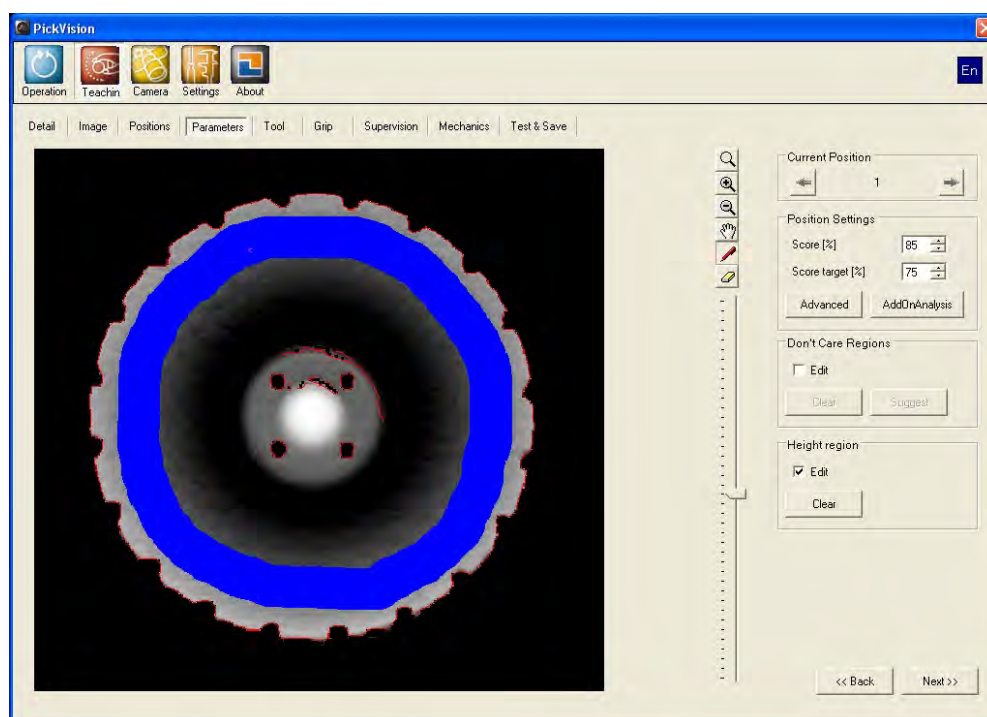 PickVision
En
Operation Teachin Camera Settings About
Detail Image Positions Parameters Tool Grip Supervision Mechanics Test & Save
Current Position
1
Position Settings
Score [%] 85
Score target [%] 75
Advanced AddOnAnalysis
Don't Care Regions
Edit
Clear Suggest
Height region
Edit
Clear
<< Back Next >>